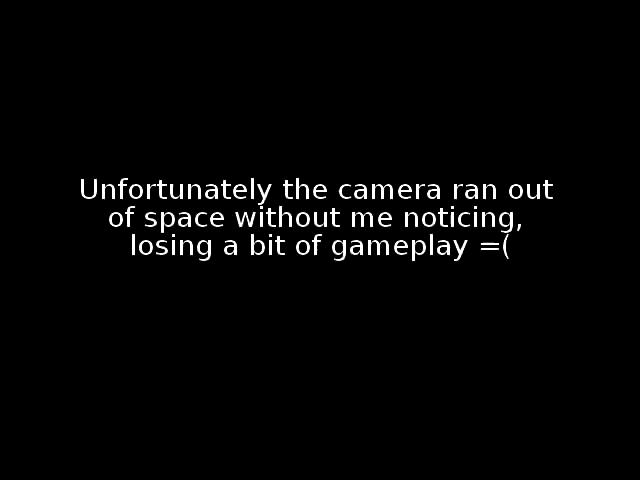 Unfortunately the camera ran out
of space without me noticing,
losing a bit of gameplay =(